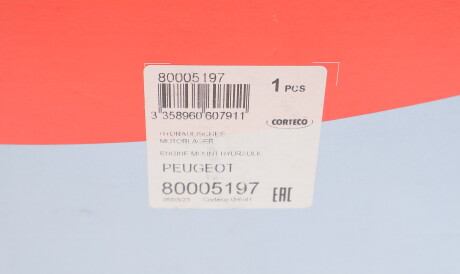 80005197
1 PCS
3 358960 607911
CORTECO
HYDRAULISCHES
MOTORLAGER
ENGINE MOUNT HYDRAULIC
PEUGEOT
80005197
EAC